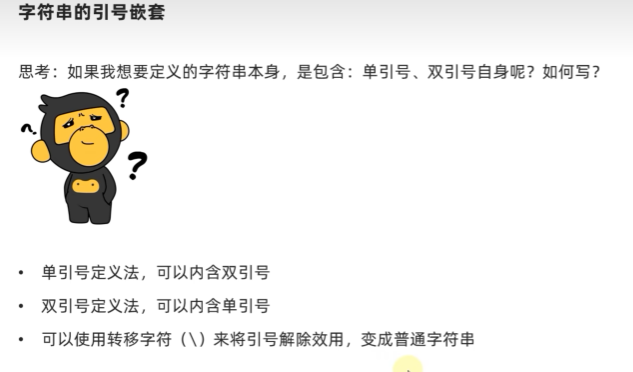 字符串的引号嵌套
思考：如果我想要定义的字符串本身，是包含：单引号、双引号自身呢？如何写？
?
?
?
• 单引号定义法，可以内含双引号
• 双引号定义法，可以内含单引号
• 可以使用转移字符（\）来将引号解除效用，变成普通字符串